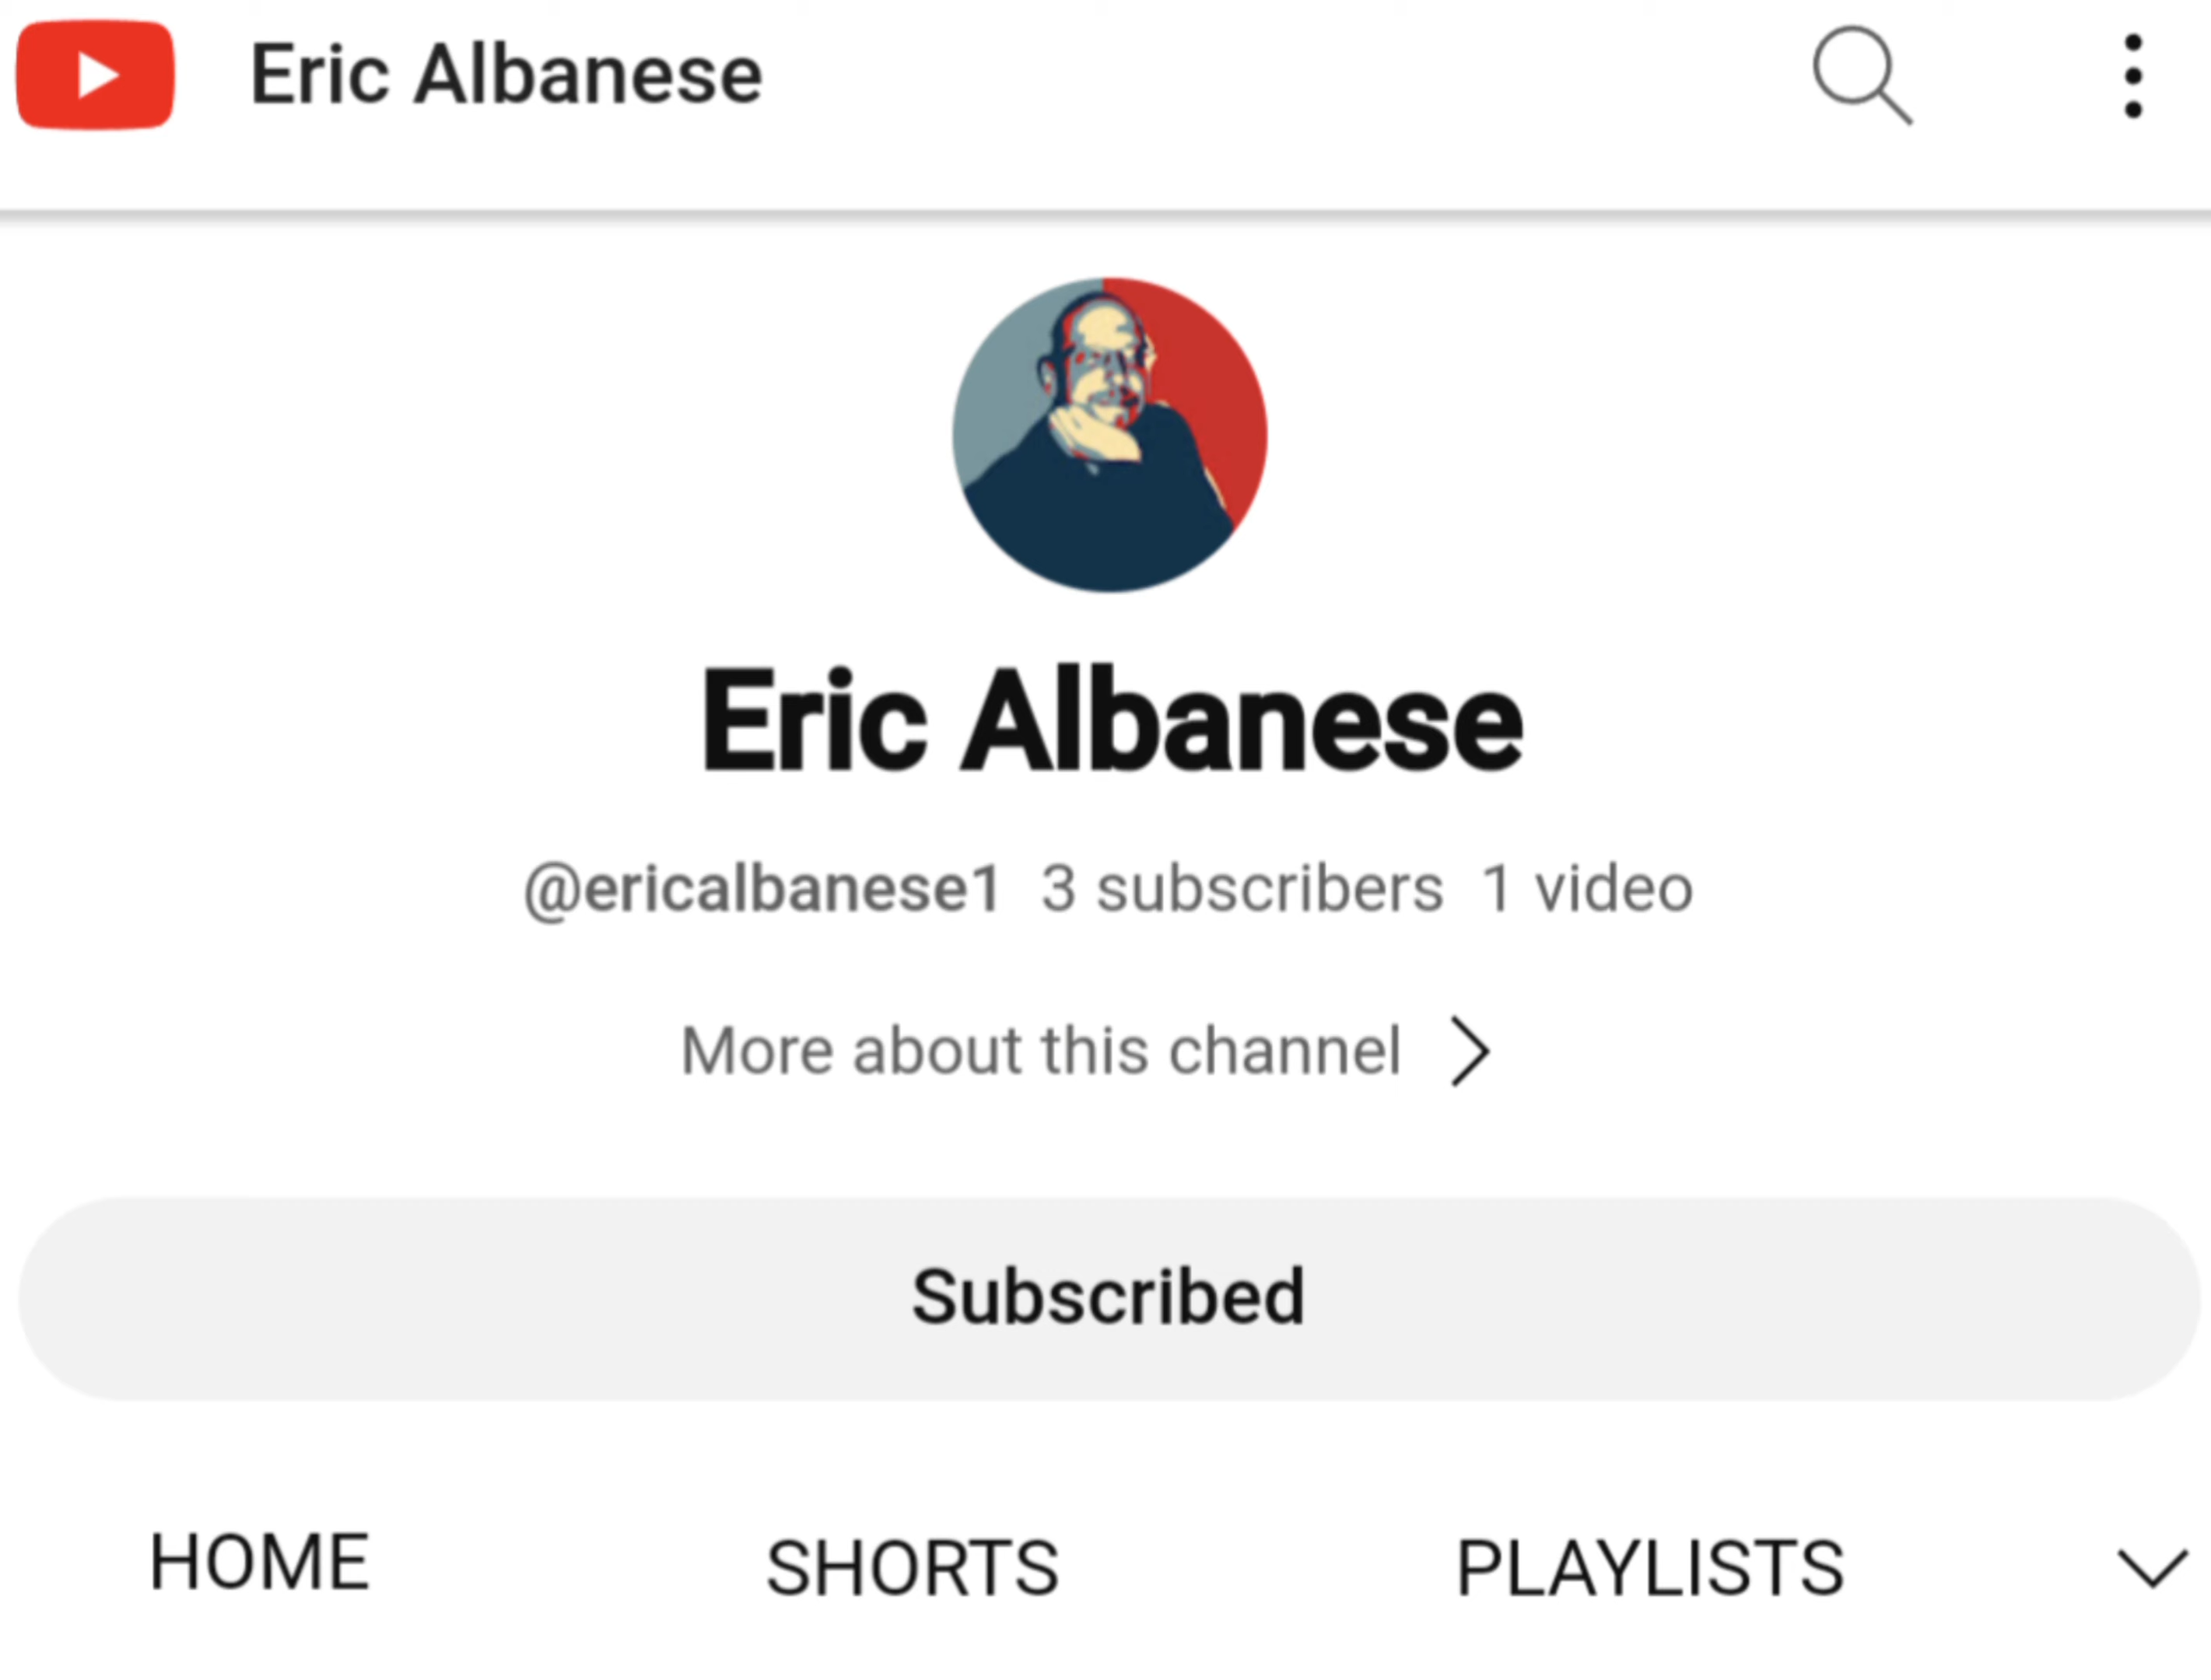 Eric Albanese
Eric Albanese
@ericalbanese1 3 subscribers 1 video
More about this channel
Subscribed
HOME SHORTS PLAYLISTS